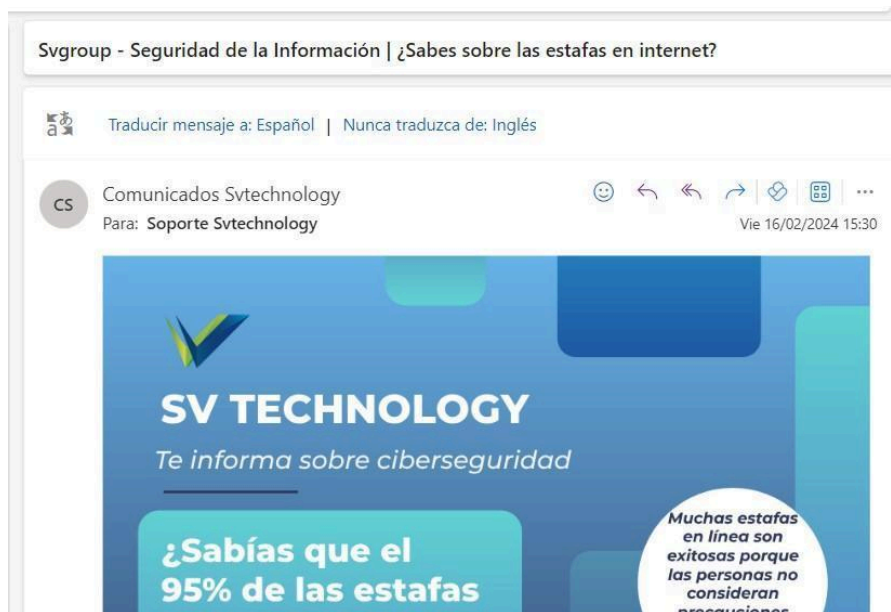 Svgroup - Seguridad de la Información | ¿Sabes sobre las estafas en internet?
Traducir mensaje a: Español | Nunca traduzca de: Inglés
CS
Comunicados Svtechnology
Para: Soporte Svtechnology
Vie 16/02/2024 15:30
SV TECHNOLOGY
Te informa sobre ciberseguridad
¿Sabías que el
95% de las estafas
Muchas estafas
en línea son
exitosas porque
las personas no
consideran
precauciones